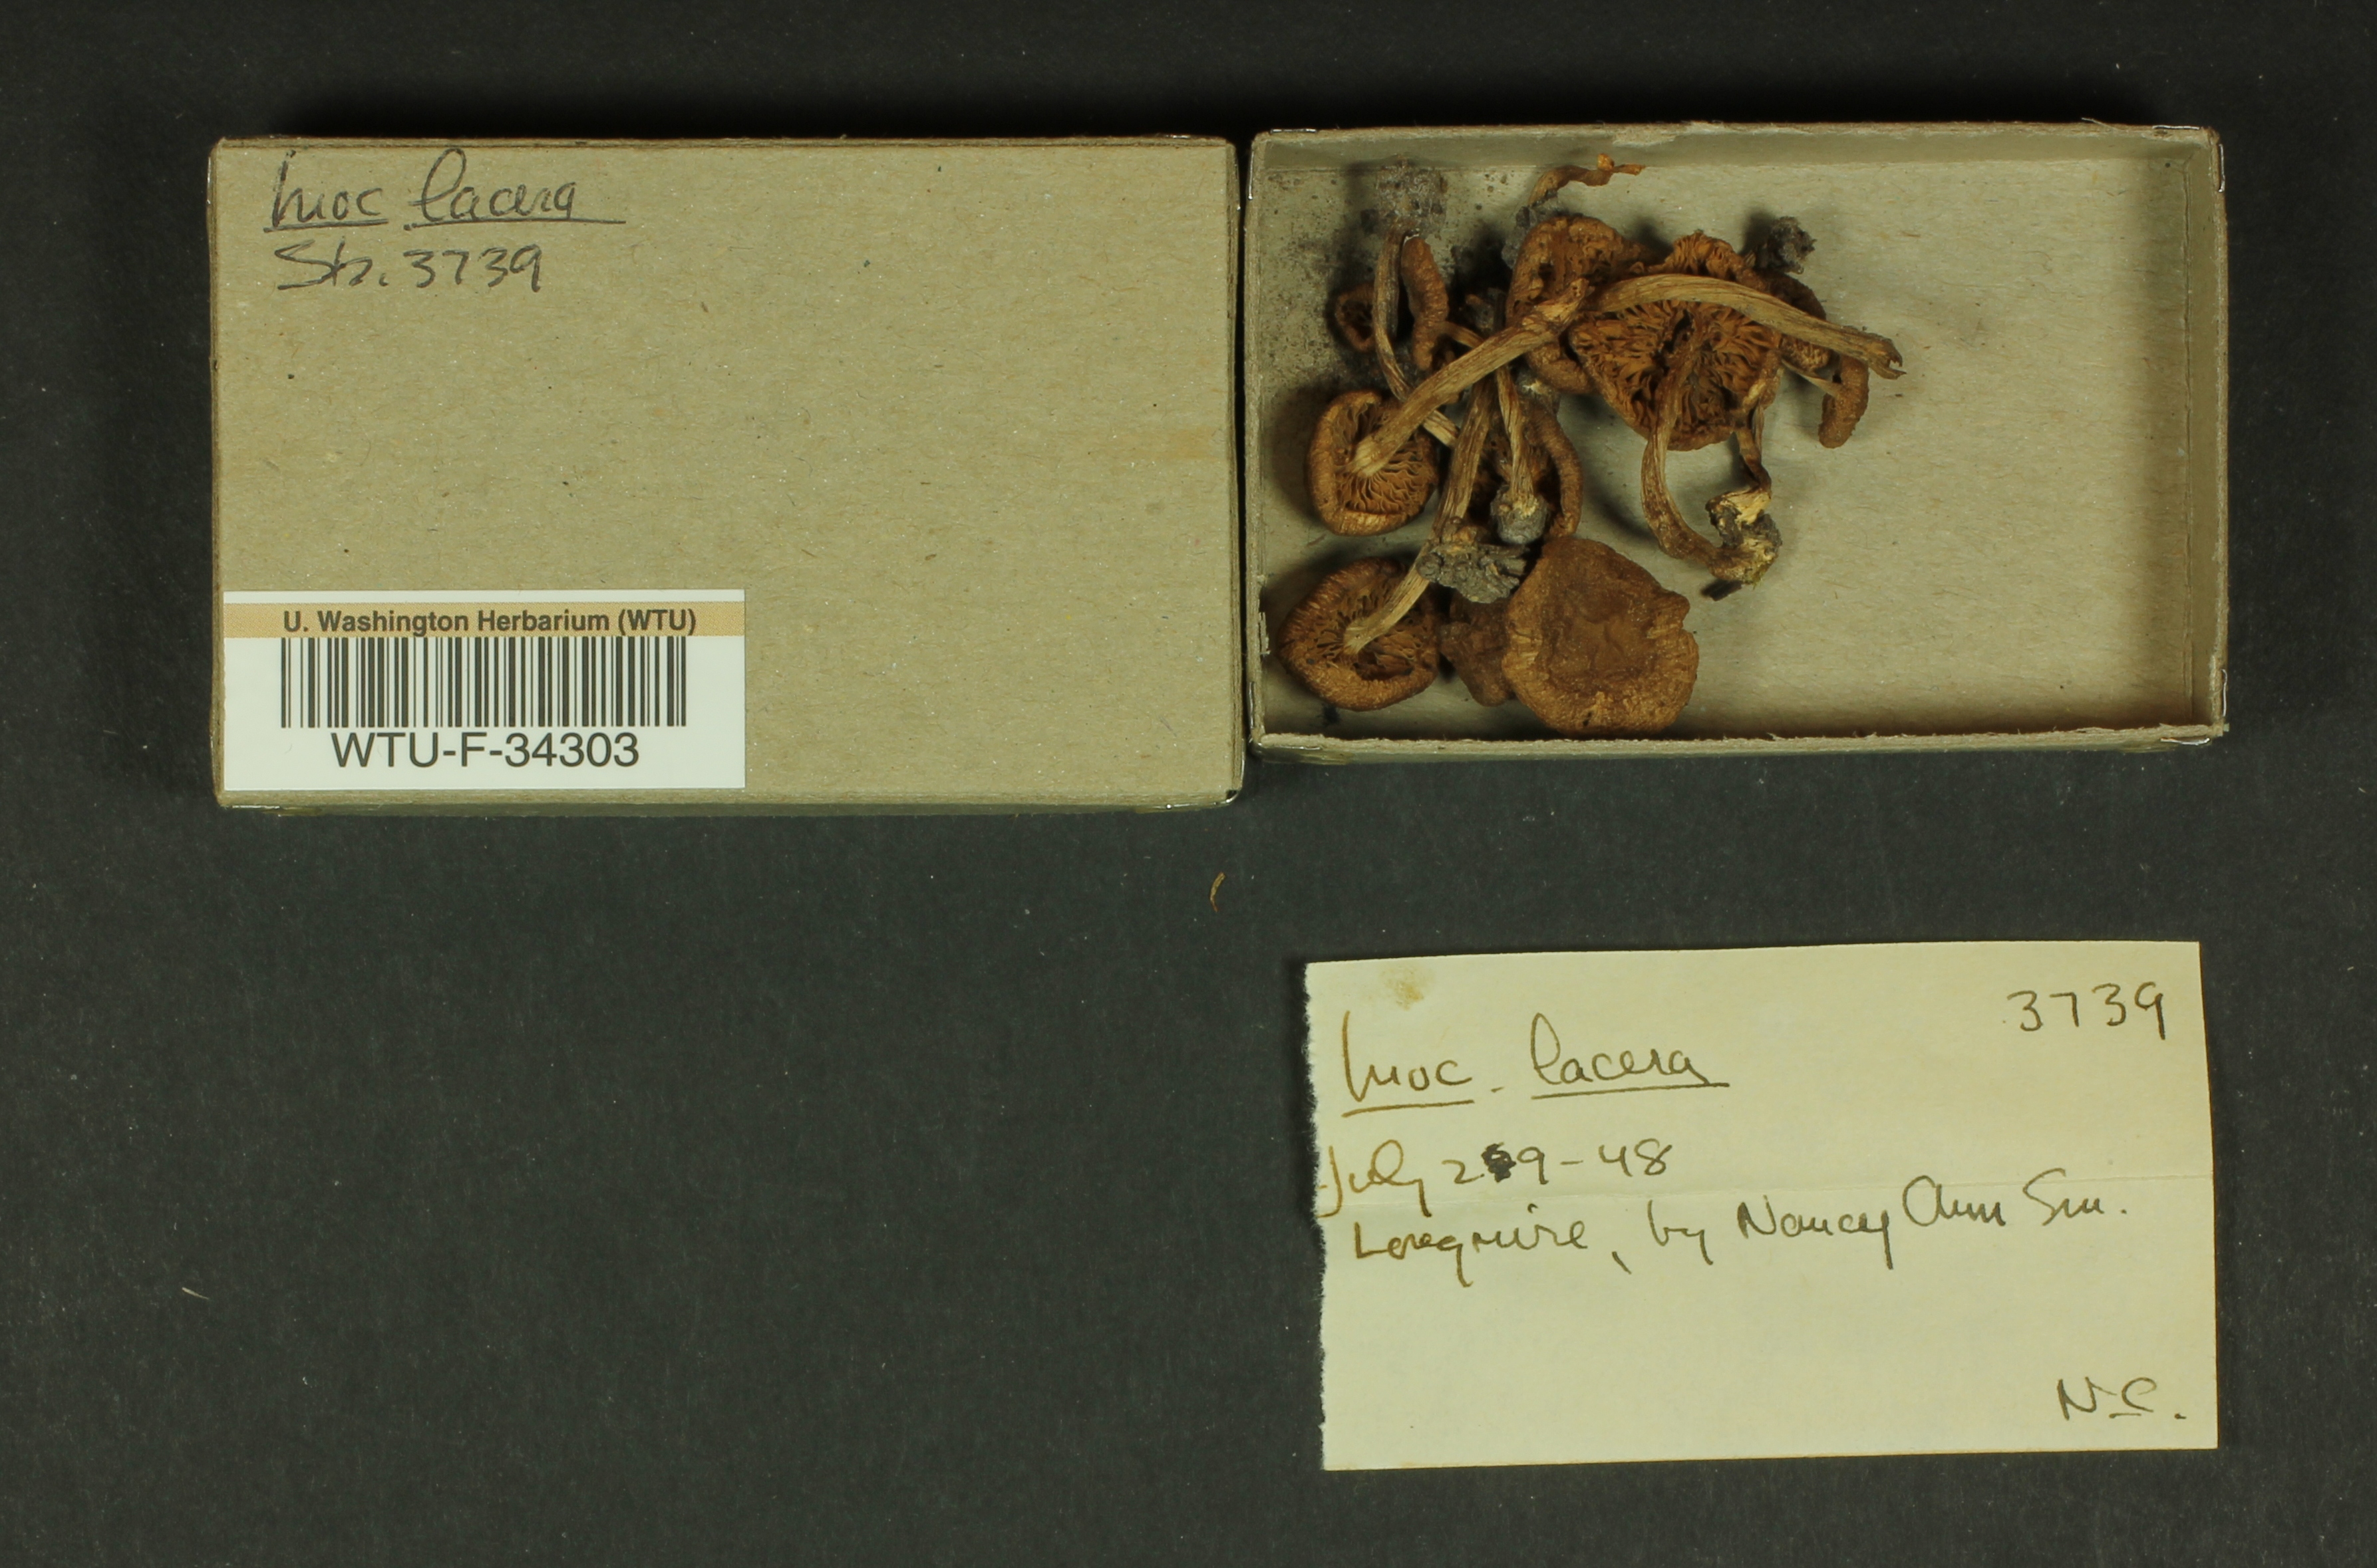 Inoc lacera
Stz. 3739
U. Washington Herbarium (WTU)
WTU-F-34303
3739
Inoc. lacera
July 29-48
Longmire, by Nancy Ann Sm.
N.C.